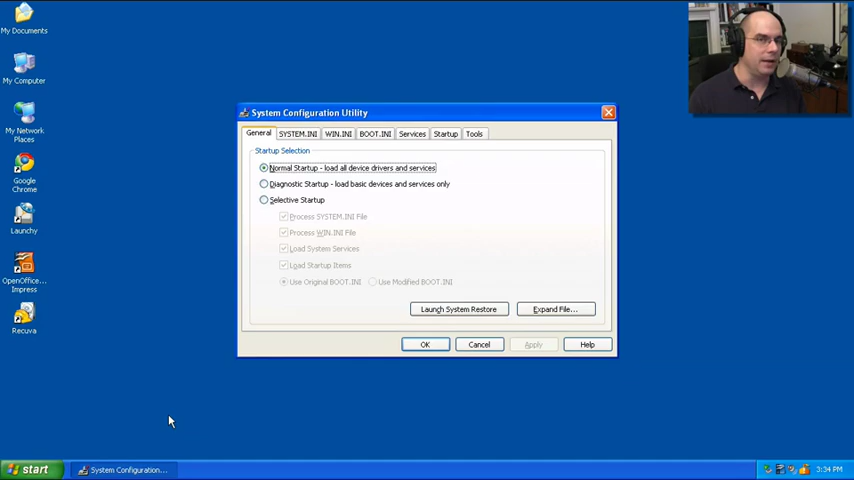 My Documents
My Computer
My Network
Places
Google
Chrome
Launchy
OpenOffice...
Impress
Recuva
System Configuration Utility
General
SYSTEM.INI
WIN.INI
BOOT.INI
Services
Startup
Tools
Startup Selection
Normal Startup - load all device drivers and services
Diagnostic Startup - load basic devices and services only
Selective Startup
Process SYSTEM.INI File
Process WIN.INI File
Load System Services
Load Startup Items
Use Original BOOT.INI
Use Modified BOOT.INI
Launch System Restore
Expand File...
OK
Cancel
Apply
Help
start
System Configuration...
3:34 PM